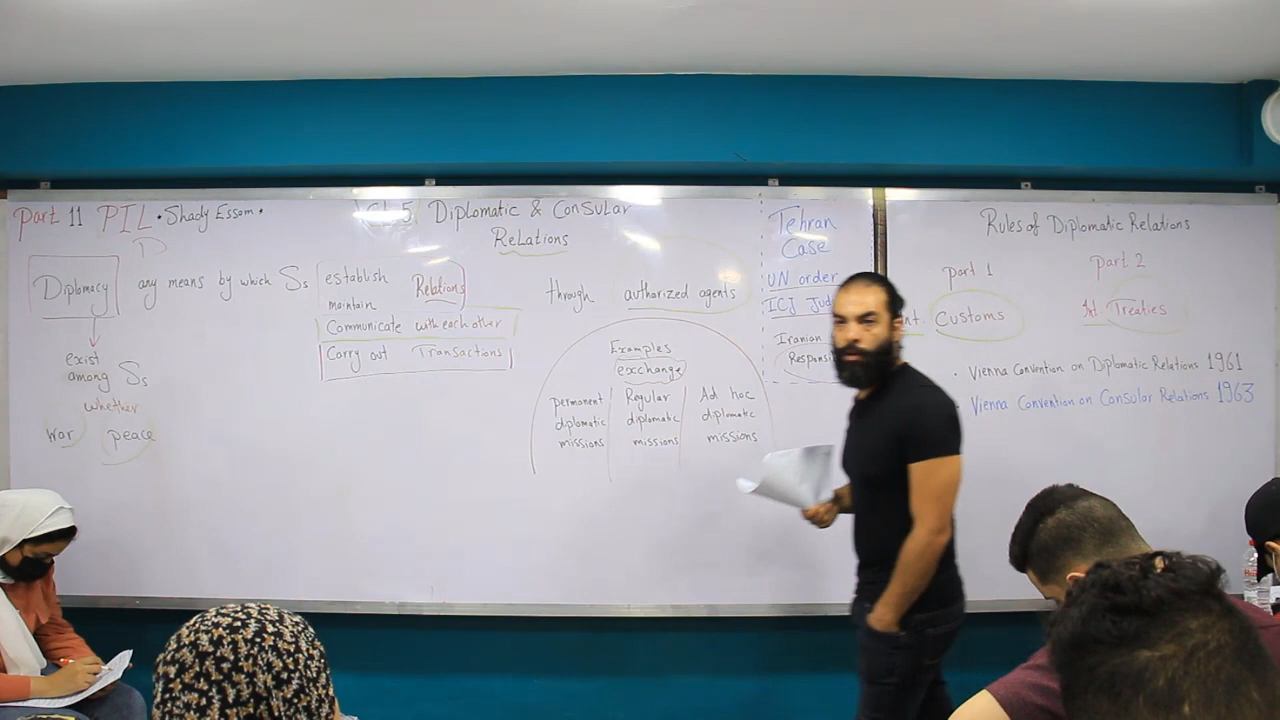 Part 11 PIL • Shady Essam •
Ch 5 Diplomatic & Consular
Relations
D
Diplomacy any means by which Ss
exist
among Ss
whether
War peace
establish Relations
maintain
Communicate with each other
Carry out Transactions
through authorized agents
Examples
exchange
permanent
diplomatic
missions
Regular
diplomatic
missions
Ad hoc
diplomatic
missions
Tehran
Case
UN order
ICJ Jud
Iranian
Responsi
Rules of Diplomatic Relations
part 1
nt. Customs
part 2
Int. Treaties
• Vienna Convention on Diplomatic Relations 1961
• Vienna Convention on Consular Relations 1963